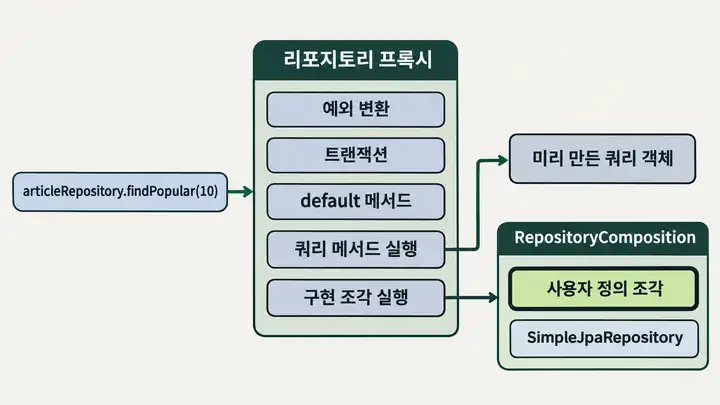 리포지토리 프록시
예외 변환
트랜잭션
default 메서드
쿼리 메서드 실행
구현 조각 실행
articleRepository.findPopular(10)
미리 만든 쿼리 객체
RepositoryComposition
사용자 정의 조각
SimpleJpaRepository